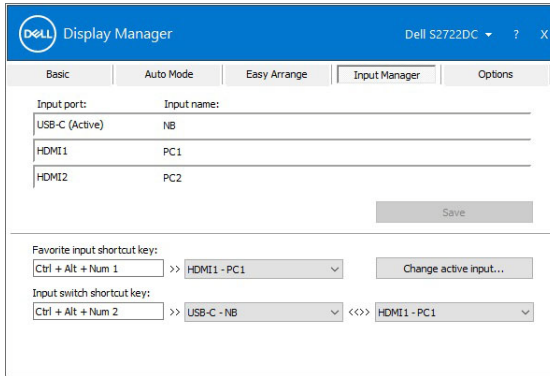 DELL Display Manager Dell S2722DC ? X
Basic Auto Mode Easy Arrange Input Manager Options
Input port: Input name:
USB-C (Active) NB
HDMI1 PC1
HDMI2 PC2
Save
Favorite input shortcut key:
Ctrl + Alt + Num 1 >> HDMI1 - PC1 Change active input...
Input switch shortcut key:
Ctrl + Alt + Num 2 >> USB-C - NB <<>> HDMI1 - PC1